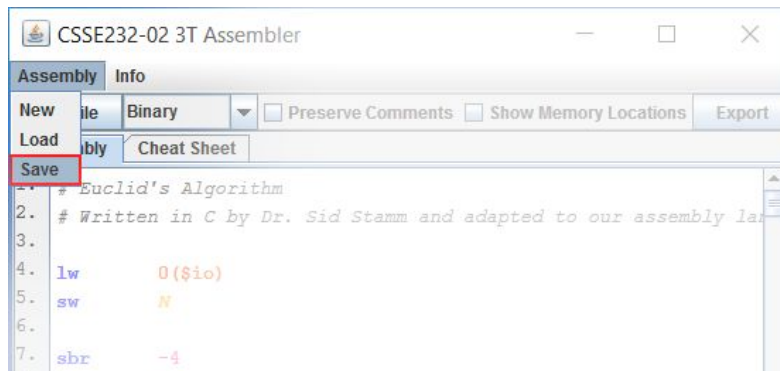 CSSE232-02 3T Assembler
Assembly Info
New
ile Binary Preserve Comments Show Memory Locations Export
Load
bly Cheat Sheet
Save
1. # Euclid's Algorithm
2. # Written in C by Dr. Sid Stamm and adapted to our assembly la
3.
4. lw 0($io)
5. sw N
6.
7. sbr -4